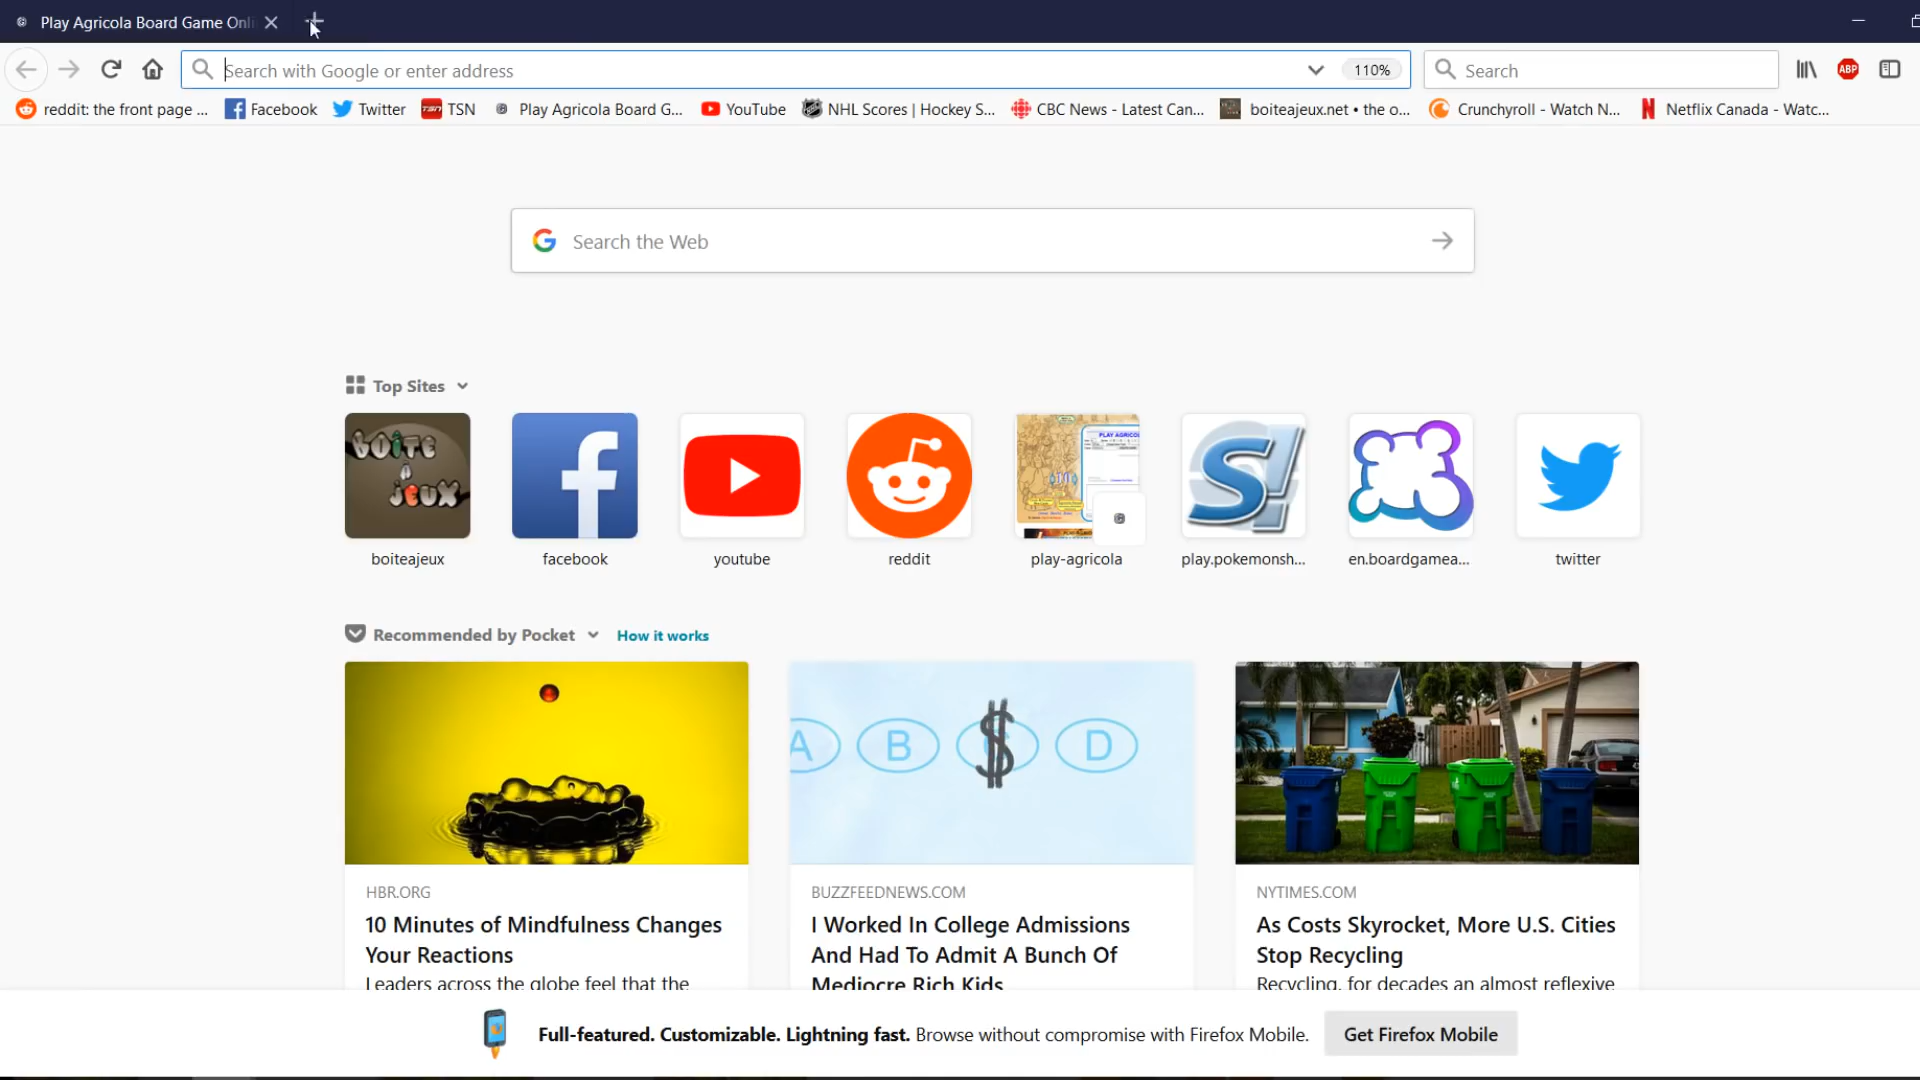 Play Agricola Board Game Onli
Search with Google or enter address
110%
Search
ABP
reddit: the front page ...
Facebook
Twitter
TSN
TSN
Play Agricola Board G...
YouTube
NHL Scores | Hockey S...
CBC News - Latest Can...
boiteajeux.net • the o...
Crunchyroll - Watch N...
Netflix Canada - Watc...
Search the Web
Top Sites
BOITE
A
JEUX
PLAY AGRICO
boiteajeux
facebook
youtube
reddit
play-agricola
play.pokemonsh...
en.boardgamea...
twitter
Recommended by Pocket
How it works
A B $ D
HBR.ORG
10 Minutes of Mindfulness Changes
Your Reactions
Leaders across the globe feel that the
BUZZFEEDNEWS.COM
I Worked In College Admissions
And Had To Admit A Bunch Of
Mediocre Rich Kids
NYTIMES.COM
As Costs Skyrocket, More U.S. Cities
Stop Recycling
Recycling, for decades an almost reflexive
Full-featured. Customizable. Lightning fast. Browse without compromise with Firefox Mobile.
Get Firefox Mobile